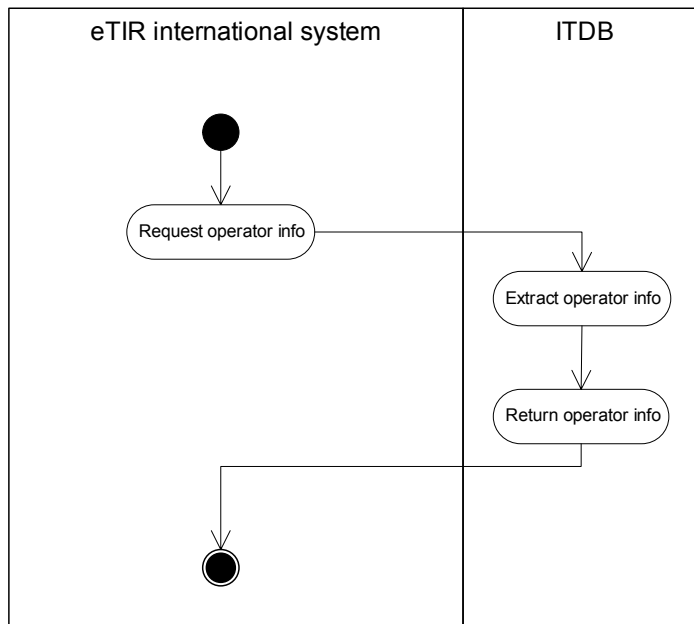 eTIR international system
ITDB
Request operator info
Extract operator info
Return operator info